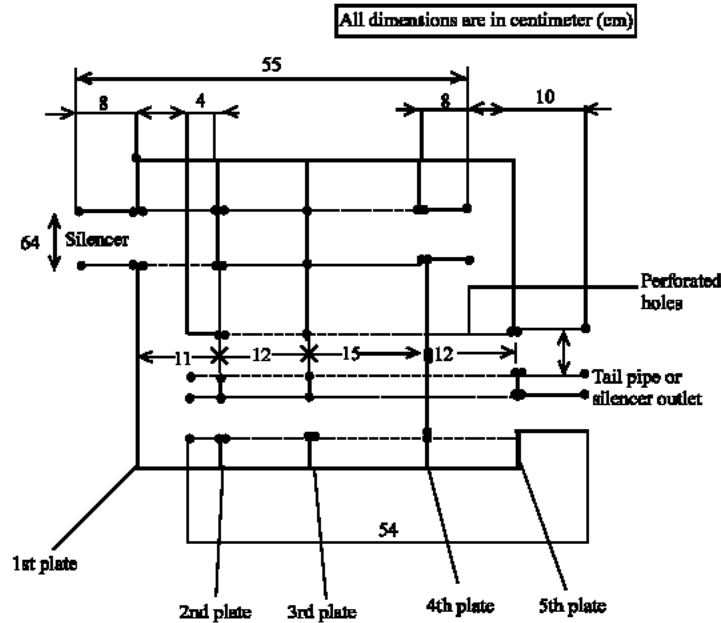 All dimensions are in centimeter (cm)
55
8
4
8
10
64
Silencer
Perforated
holes
11
12
15
12
Tail pipe or
silencer outlet
54
1st plate
2nd plate
3rd plate
4th plate
5th plate